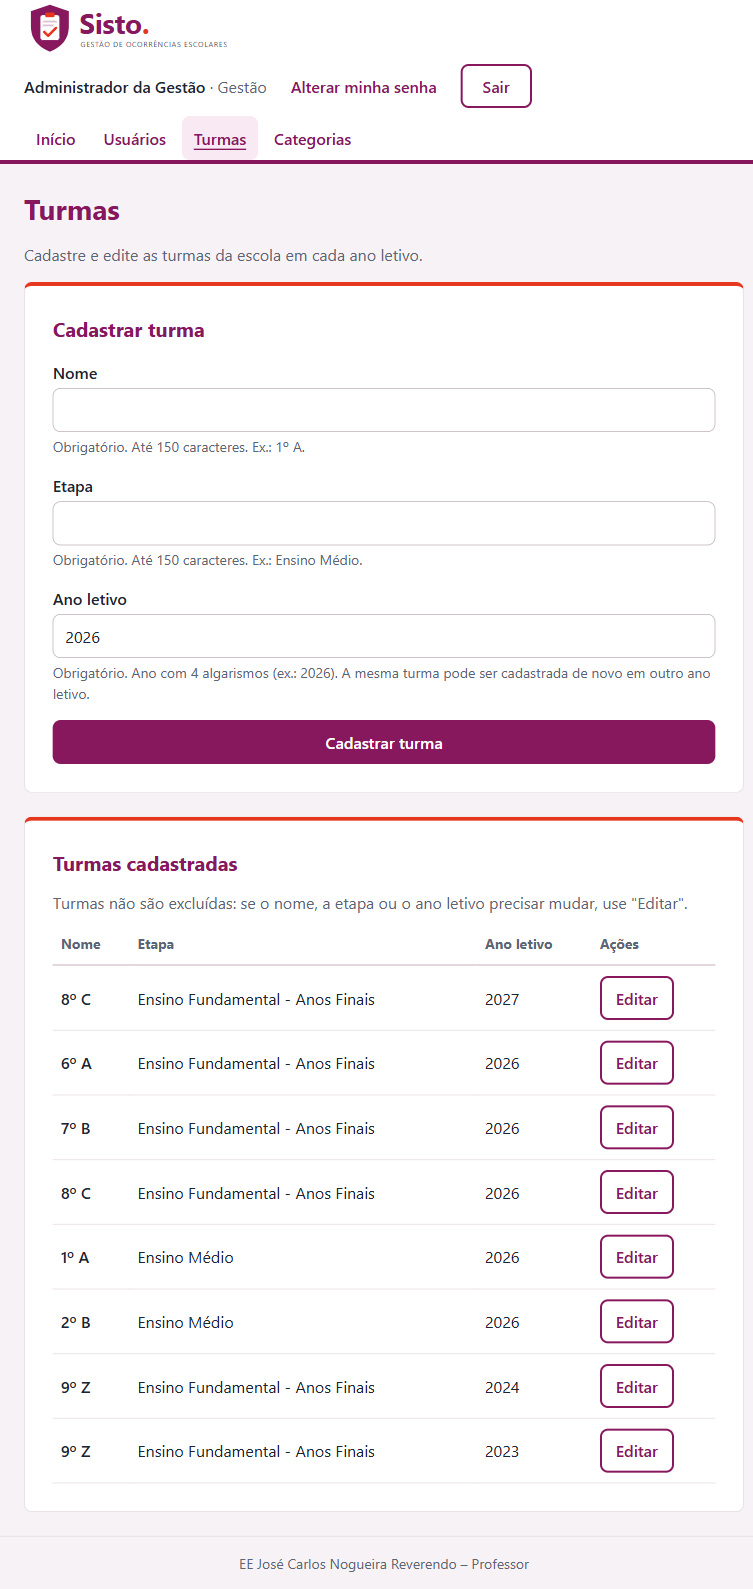 Sisto.
GESTÃO DE OCORRÊNCIAS ESCOLARES
Administrador da Gestão · Gestão Alterar minha senha Sair
Início Usuários Turmas Categorias
Turmas
Cadastre e edite as turmas da escola em cada ano letivo.
Cadastrar turma
Nome
Obrigatório. Até 150 caracteres. Ex.: 1º A.
Etapa
Obrigatório. Até 150 caracteres. Ex.: Ensino Médio.
Ano letivo
2026
Obrigatório. Ano com 4 algarismos (ex.: 2026). A mesma turma pode ser cadastrada de novo em outro ano
letivo.
Cadastrar turma
Turmas cadastradas
Turmas não são excluídas: se o nome, a etapa ou o ano letivo precisar mudar, use "Editar".
Nome Etapa Ano letivo Ações
8º C Ensino Fundamental - Anos Finais 2027 Editar
6º A Ensino Fundamental - Anos Finais 2026 Editar
7º B Ensino Fundamental - Anos Finais 2026 Editar
8º C Ensino Fundamental - Anos Finais 2026 Editar
1º A Ensino Médio 2026 Editar
2º B Ensino Médio 2026 Editar
9º Z Ensino Fundamental - Anos Finais 2024 Editar
9º Z Ensino Fundamental - Anos Finais 2023 Editar
EE José Carlos Nogueira Reverendo – Professor